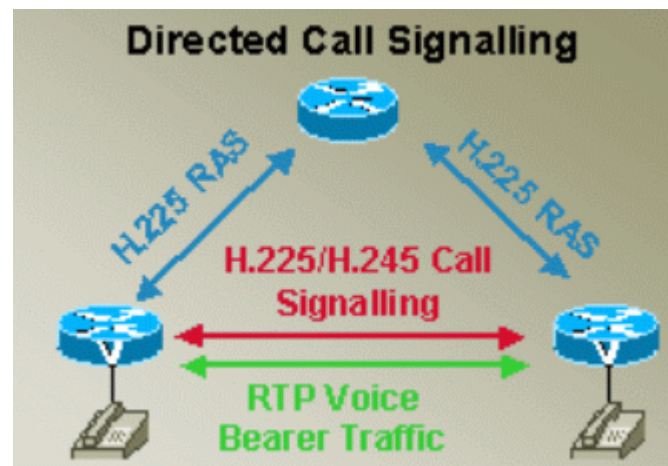 Directed Call Signalling
H.225 RAS
H.225 RAS
H.225/H.245 Call
Signalling
V
V
RTP Voice
Bearer Traffic